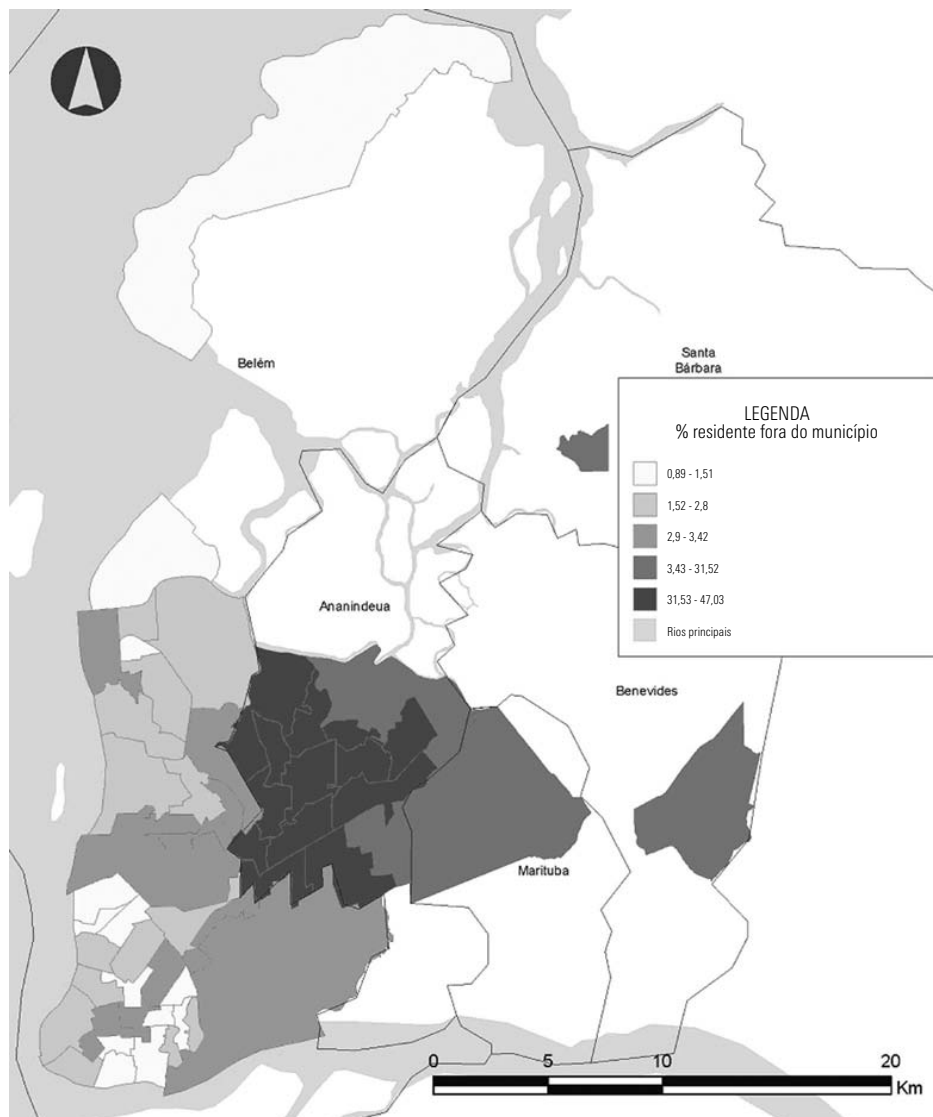 Belém
Santa
Bárbara
LEGENDA
% residente fora do município
0,89 - 1,51
1,52 - 2,8
2,9 - 3,42
3,43 - 31,52
31,53 - 47,03
Rios principais
Ananindeua
Benevides
Marituba
0 5 10 20
Km